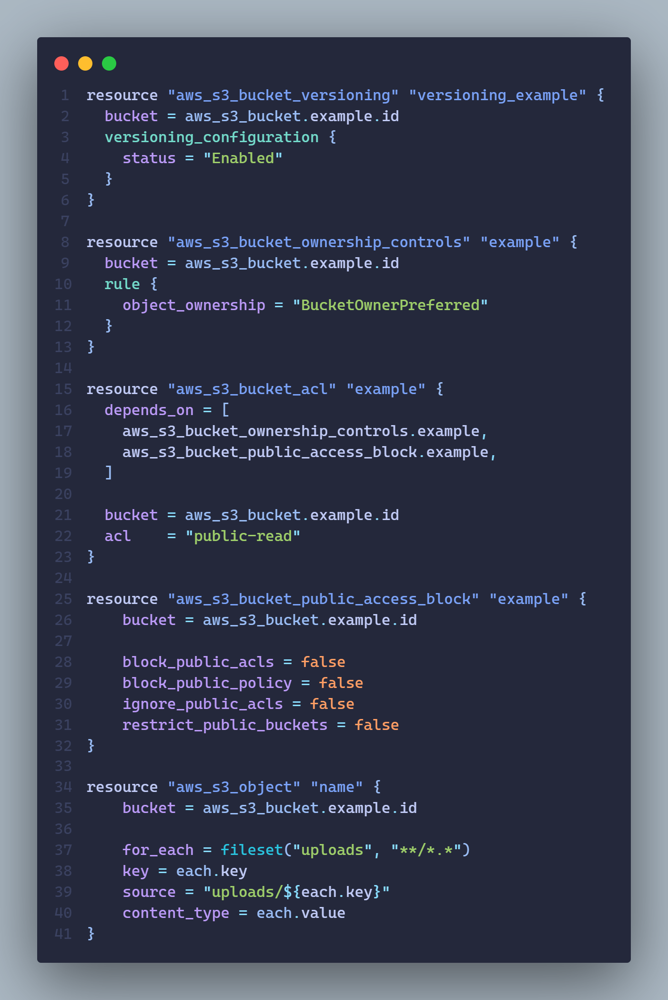 1 resource "aws_s3_bucket_versioning" "versioning_example" {
2   bucket = aws_s3_bucket.example.id
3   versioning_configuration {
4     status = "Enabled"
5   }
6 }
7
8 resource "aws_s3_bucket_ownership_controls" "example" {
9   bucket = aws_s3_bucket.example.id
10   rule {
11     object_ownership = "BucketOwnerPreferred"
12   }
13 }
14
15 resource "aws_s3_bucket_acl" "example" {
16   depends_on = [
17     aws_s3_bucket_ownership_controls.example,
18     aws_s3_bucket_public_access_block.example,
19   ]
20
21   bucket = aws_s3_bucket.example.id
22   acl    = "public-read"
23 }
24
25 resource "aws_s3_bucket_public_access_block" "example" {
26     bucket = aws_s3_bucket.example.id
27
28     block_public_acls = false
29     block_public_policy = false
30     ignore_public_acls = false
31     restrict_public_buckets = false
32 }
33
34 resource "aws_s3_object" "name" {
35     bucket = aws_s3_bucket.example.id
36
37     for_each = fileset("uploads", "**/*.*")
38     key = each.key
39     source = "uploads/${each.key}"
40     content_type = each.value
41 }